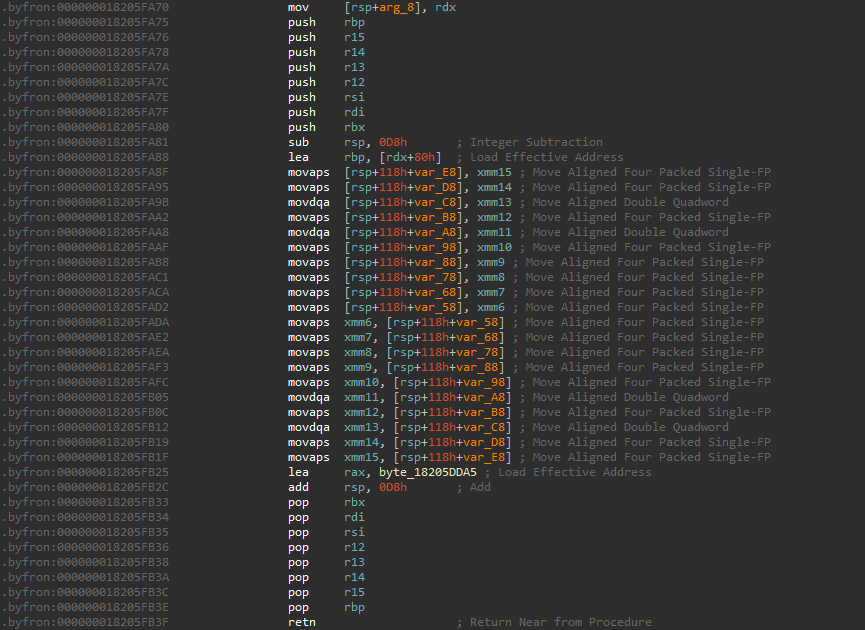 .byfron:000000018205FA70 mov [rsp+arg_8], rdx
.byfron:000000018205FA75 push rbp
.byfron:000000018205FA76 push r15
.byfron:000000018205FA78 push r14
.byfron:000000018205FA7A push r13
.byfron:000000018205FA7C push r12
.byfron:000000018205FA7E push rsi
.byfron:000000018205FA7F push rdi
.byfron:000000018205FA80 push rbx
.byfron:000000018205FA81 sub rsp, 0D8h ; Integer Subtraction
.byfron:000000018205FA88 lea rbp, [rdx+80h] ; Load Effective Address
.byfron:000000018205FA8F movaps [rsp+118h+var_E8], xmm15 ; Move Aligned Four Packed Single-FP
.byfron:000000018205FA95 movaps [rsp+118h+var_D8], xmm14 ; Move Aligned Four Packed Single-FP
.byfron:000000018205FA9B movdqa [rsp+118h+var_C8], xmm13 ; Move Aligned Double Quadword
.byfron:000000018205FAA2 movaps [rsp+118h+var_B8], xmm12 ; Move Aligned Four Packed Single-FP
.byfron:000000018205FAA8 movdqa [rsp+118h+var_A8], xmm11 ; Move Aligned Double Quadword
.byfron:000000018205FAAF movaps [rsp+118h+var_98], xmm10 ; Move Aligned Four Packed Single-FP
.byfron:000000018205FAB8 movaps [rsp+118h+var_88], xmm9 ; Move Aligned Four Packed Single-FP
.byfron:000000018205FAC1 movaps [rsp+118h+var_78], xmm8 ; Move Aligned Four Packed Single-FP
.byfron:000000018205FACA movaps [rsp+118h+var_68], xmm7 ; Move Aligned Four Packed Single-FP
.byfron:000000018205FAD2 movaps [rsp+118h+var_58], xmm6 ; Move Aligned Four Packed Single-FP
.byfron:000000018205FADA movaps xmm6, [rsp+118h+var_58] ; Move Aligned Four Packed Single-FP
.byfron:000000018205FAE2 movaps xmm7, [rsp+118h+var_68] ; Move Aligned Four Packed Single-FP
.byfron:000000018205FAEA movaps xmm8, [rsp+118h+var_78] ; Move Aligned Four Packed Single-FP
.byfron:000000018205FAF3 movaps xmm9, [rsp+118h+var_88] ; Move Aligned Four Packed Single-FP
.byfron:000000018205FAFC movaps xmm10, [rsp+118h+var_98] ; Move Aligned Four Packed Single-FP
.byfron:000000018205FB05 movdqa xmm11, [rsp+118h+var_A8] ; Move Aligned Double Quadword
.byfron:000000018205FB0C movaps xmm12, [rsp+118h+var_B8] ; Move Aligned Four Packed Single-FP
.byfron:000000018205FB12 movdqa xmm13, [rsp+118h+var_C8] ; Move Aligned Double Quadword
.byfron:000000018205FB19 movaps xmm14, [rsp+118h+var_D8] ; Move Aligned Four Packed Single-FP
.byfron:000000018205FB1F movaps xmm15, [rsp+118h+var_E8] ; Move Aligned Four Packed Single-FP
.byfron:000000018205FB25 lea rax, byte_18205DDA5 ; Load Effective Address
.byfron:000000018205FB2C add rsp, 0D8h ; Add
.byfron:000000018205FB33 pop rbx
.byfron:000000018205FB34 pop rdi
.byfron:000000018205FB35 pop rsi
.byfron:000000018205FB36 pop r12
.byfron:000000018205FB38 pop r13
.byfron:000000018205FB3A pop r14
.byfron:000000018205FB3C pop r15
.byfron:000000018205FB3E pop rbp
.byfron:000000018205FB3F retn ; Return Near from Procedure